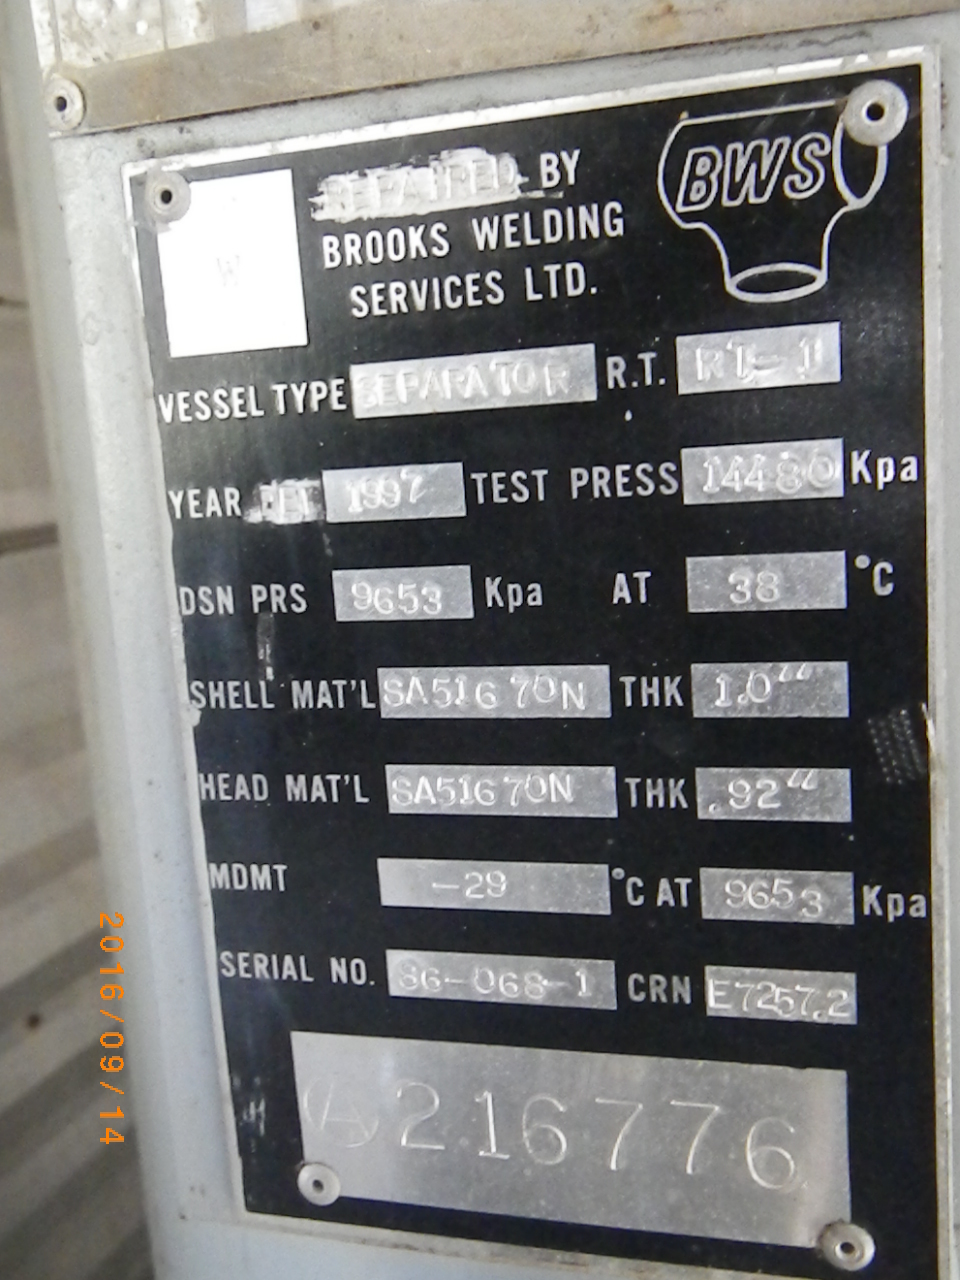 W
REPAIRED BY
BROOKS WELDING
SERVICES LTD.
BWS
VESSEL TYPE SEPARATOR R.T. RT-1
YEAR 1997 TEST PRESS 14480 Kpa
DSN PRS 9653 Kpa AT 38 °C
SHELL MAT'L SA516 70N THK 1.0"
HEAD MAT'L SA516 70N THK .92"
MDMT -29 °C AT 9653 Kpa
SERIAL NO. 86-068-1 CRN E7257.2
A 216776
2016/09/14